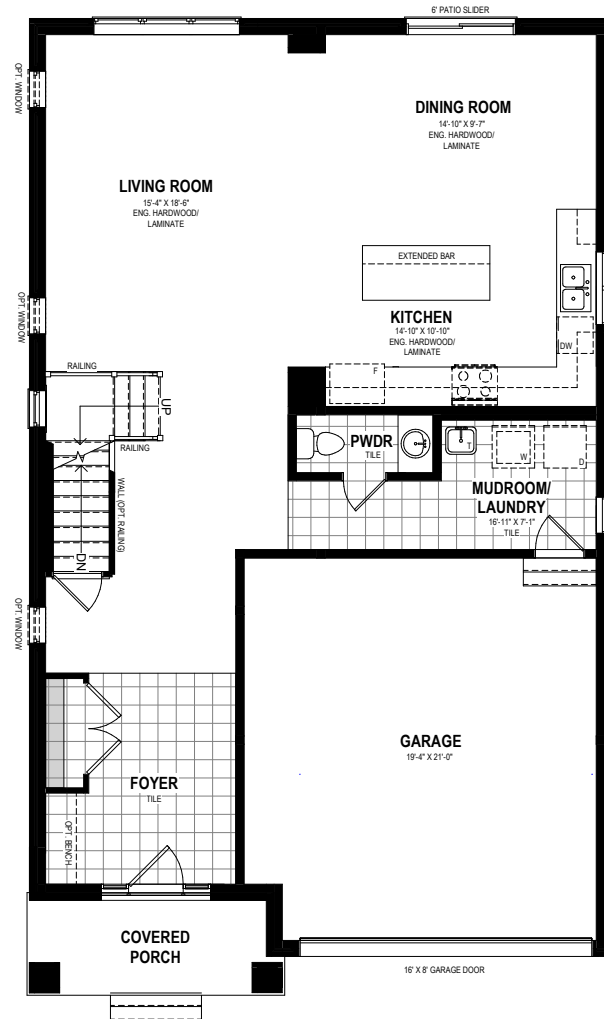 6' PATIO SLIDER
OPT. WINDOW
DINING ROOM
14'-10" X 9'-7"
ENG. HARDWOOD/
LAMINATE
LIVING ROOM
15'-4" X 18'-6"
ENG. HARDWOOD/
LAMINATE
EXTENDED BAR
OPT. WINDOW
KITCHEN
14'-10" X 10'-10"
ENG. HARDWOOD/
LAMINATE
DW
F
RAILING
UP
RAILING
PWDR
TILE
T
W
D
WALL (OPT. RAILING)
MUDROOM/
LAUNDRY
16'-11" X 7'-1"
TILE
DN
OPT. WINDOW
GARAGE
19'-4" X 21'-0"
FOYER
TILE
OPT. BENCH
COVERED
PORCH
16' X 8' GARAGE DOOR